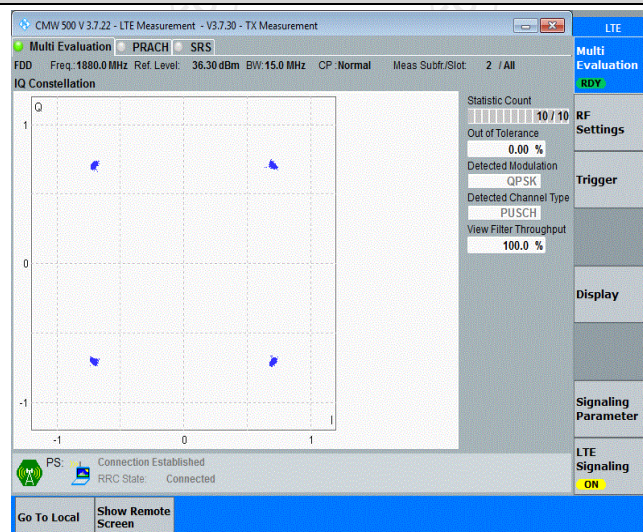 CMW 500 V 3.7.22 - LTE Measurement - V3.7.30 - TX Measurement
LTE
Multi Evaluation PRACH SRS
Multi
Evaluation
RDY
FDD Freq.:1880.0 MHz Ref. Level: 36.30 dBm BW:15.0 MHz CP :Normal Meas Subfr./Slot: 2 / All
IQ Constellation
Q
1
0
-1
I
-1 0 1
Statistic Count
10 / 10
Out of Tolerance
0.00 %
Detected Modulation
QPSK
Detected Channel Type
PUSCH
View Filter Throughput
100.0 %
RF
Settings
Trigger
Display
Signaling
Parameter
LTE
Signaling
ON
PS: Connection Established
RRC State: Connected
Go To Local
Show Remote
Screen